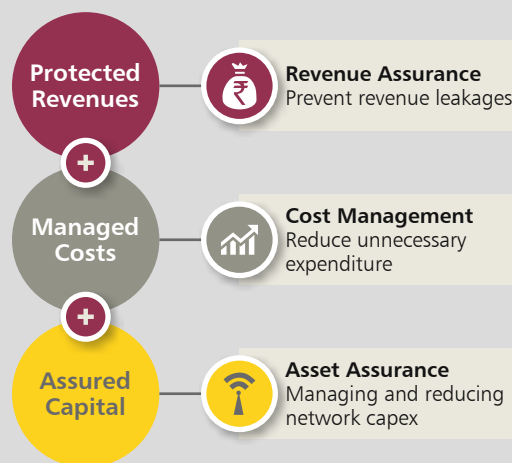 Protected
Revenues
₹
Revenue Assurance
Prevent revenue leakages
+
Managed
Costs
Cost Management
Reduce unnecessary
expenditure
+
Assured
Capital
Asset Assurance
Managing and reducing
network capex